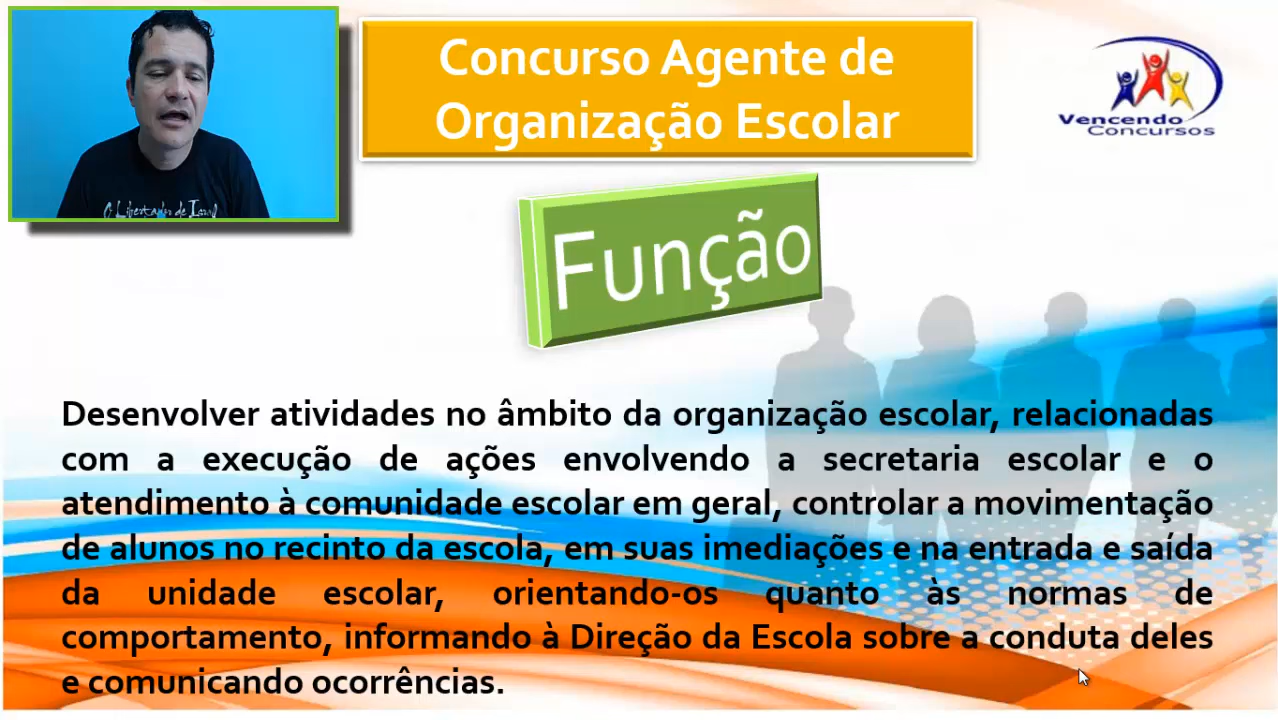 Concurso Agente de
Organização Escolar
Vencendo
Concursos
O Libertador de Israel
Função
Desenvolver atividades no âmbito da organização escolar, relacionadas
com a execução de ações envolvendo a secretaria escolar e o
atendimento à comunidade escolar em geral, controlar a movimentação
de alunos no recinto da escola, em suas imediações e na entrada e saída
da unidade escolar, orientando-os quanto às normas de
comportamento, informando à Direção da Escola sobre a conduta deles
e comunicando ocorrências.